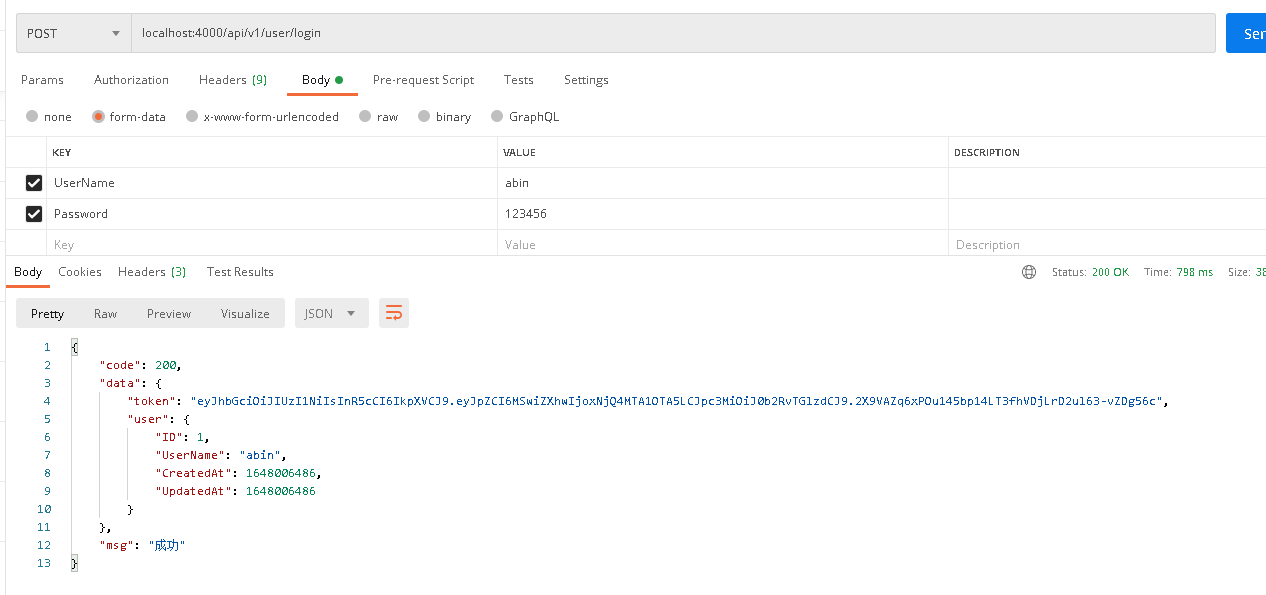 POST localhost:4000/api/v1/user/login Ser
Params Authorization Headers (9) Body Pre-request Script Tests Settings
none form-data x-www-form-urlencoded raw binary GraphQL
KEY VALUE DESCRIPTION
UserName abin
Password 123456
Key Value Description
Body Cookies Headers (3) Test Results Status: 200 OK Time: 798 ms Size: 38
Pretty Raw Preview Visualize JSON
1 {
2 "code": 200,
3 "data": {
4 "token": "eyJhbGciOiJIUzI1NiIsInR5cCI6IkpXVCJ9.eyJpZCI6MSwiZXhwIjoxNjQ4MTA1OTA5LCJpc3MiOiJ0b2RvTGlzdCJ9.2X9VAZq6xPOu145bp14LT3fhVDjLrD2ul63-vZDg56c",
5 "user": {
6 "ID": 1,
7 "UserName": "abin",
8 "CreatedAt": 1648006486,
9 "UpdatedAt": 1648006486
10 }
11 },
12 "msg": "成功"
13 }